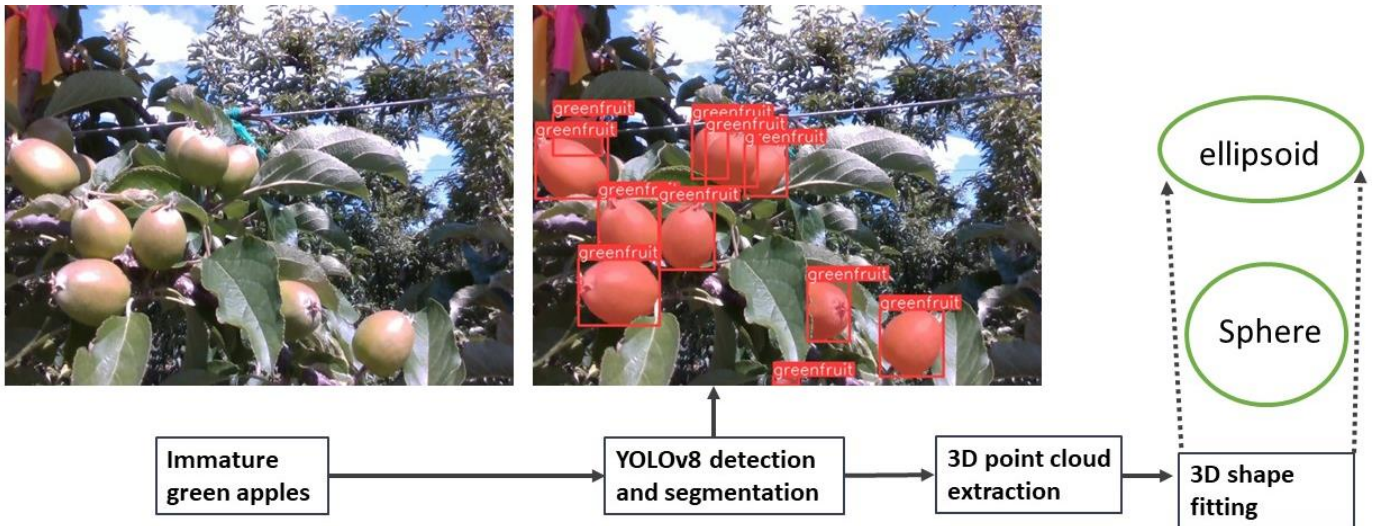 greenfruit
greenfruit
greenfruit
greenfruit
greenfruit
greenfruit
greenfruit
greenfruit
greenfruit
greenfruit
greenfruit
ellipsoid
Sphere
Immature
green apples
YOLOv8 detection
and segmentation
3D point cloud
extraction
3D shape
fitting